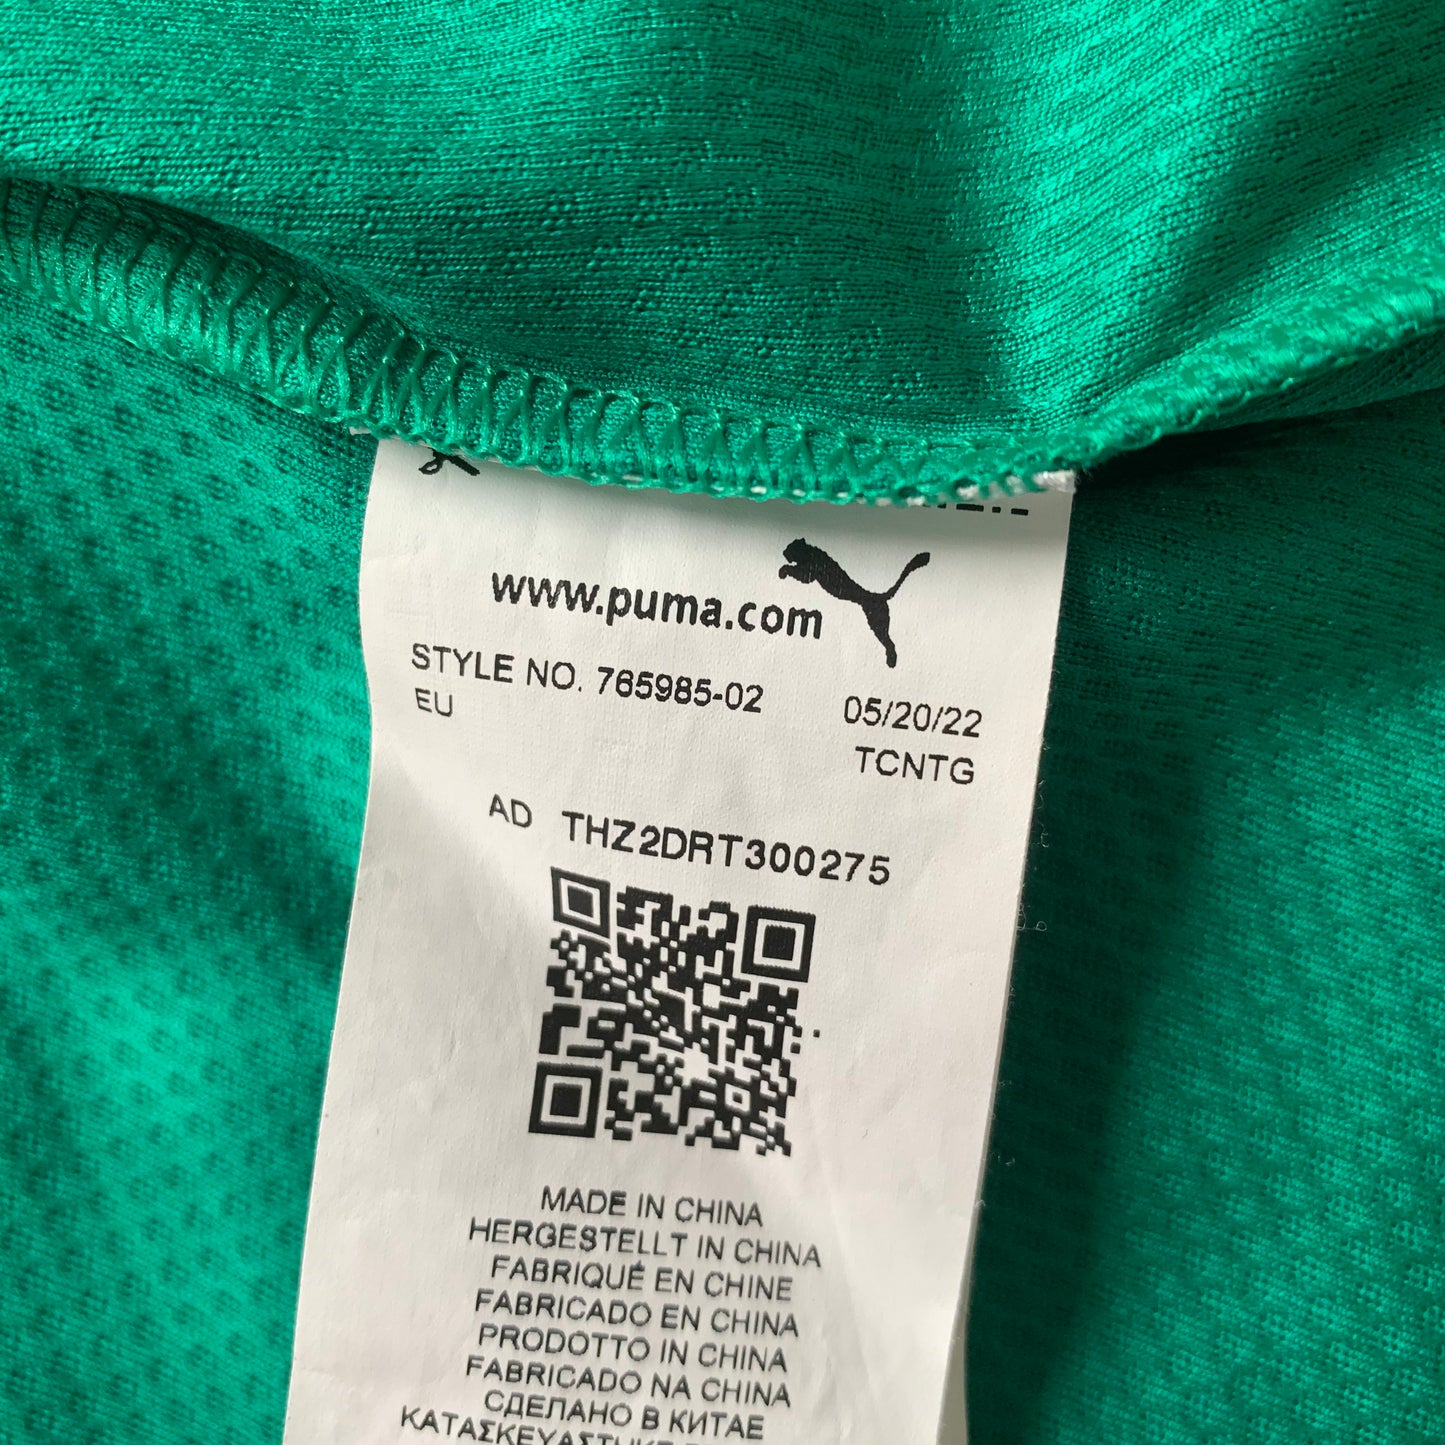 www.puma.com
STYLE NO. 765985-02 05/20/22
EU TCNTG
AD THZ2DRT300275
MADE IN CHINA
HERGESTELLT IN CHINA
FABRIQUÉ EN CHINE
FABRICADO EN CHINA
PRODOTTO IN CHINA
FABRICADO NA CHINA
СДЕЛАНО В КИТАЕ